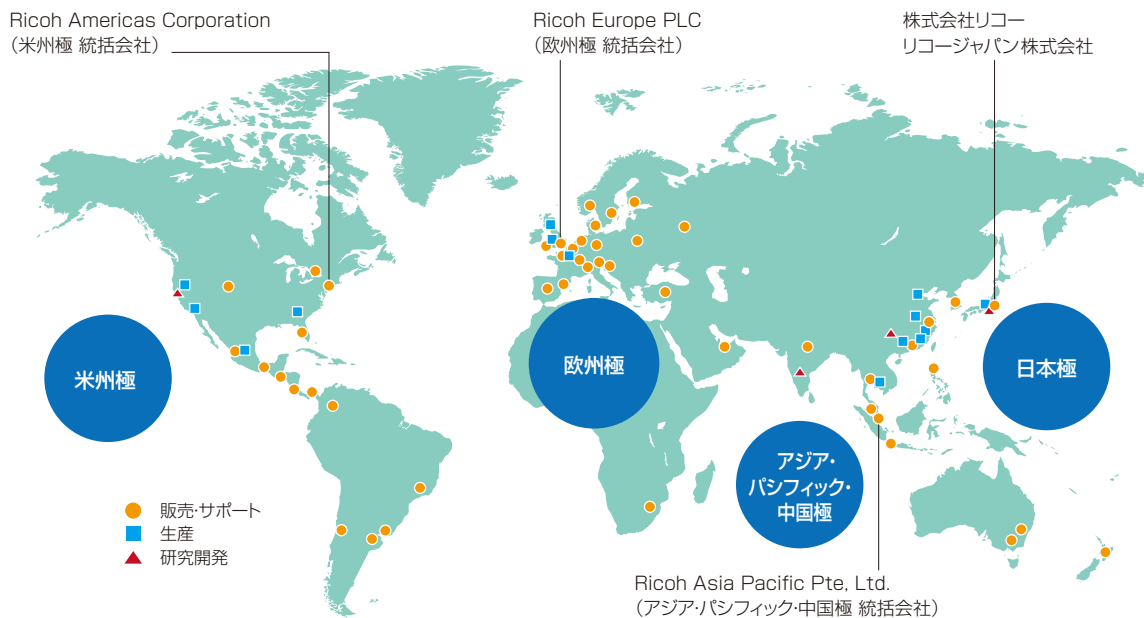 Ricoh Americas Corporation
（米州極 統括会社）
Ricoh Europe PLC
（欧州極 統括会社）
株式会社リコー
リコージャパン株式会社
米州極
欧州極
日本極
アジア・
パシフィック・
中国極
販売・サポート
生産
研究開発
Ricoh Asia Pacific Pte, Ltd.
（アジア・パシフィック・中国極 統括会社）